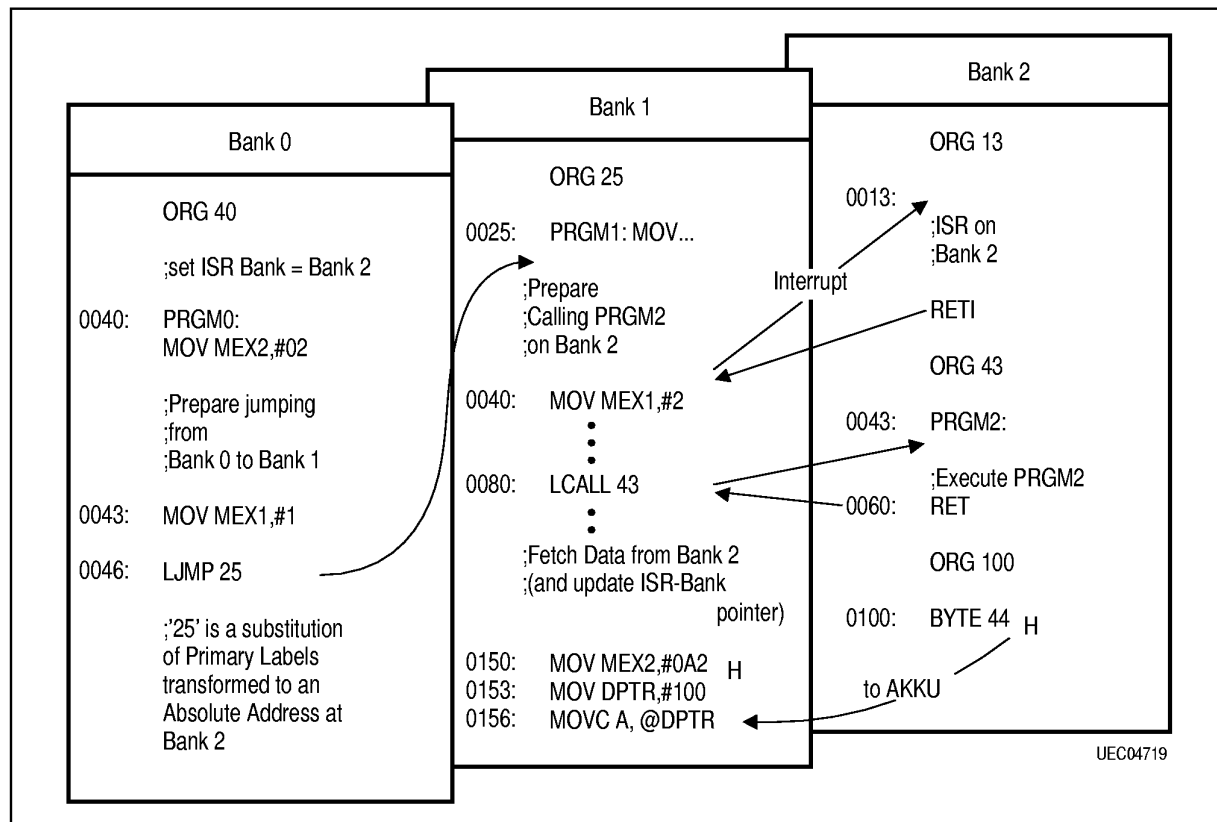 Bank 0
ORG 40
;set ISR Bank = Bank 2
0040: PRGM0:
MOV MEX2,#02
;Prepare jumping
;from
;Bank 0 to Bank 1
0043: MOV MEX1,#1
0046: LJMP 25
;'25' is a substitution
of Primary Labels
transformed to an
Absolute Address at
Bank 2
Bank 1
ORG 25
0025: PRGM1: MOV...
;Prepare
;Calling PRGM2
;on Bank 2
0040: MOV MEX1,#2
0080: LCALL 43
;Fetch Data from Bank 2
;(and update ISR-Bank
pointer)
0150: MOV MEX2,#0A2 H
0153: MOV DPTR,#100
0156: MOVC A, @DPTR
Interrupt
Bank 2
ORG 13
0013:
;ISR on
;Bank 2
RETI
ORG 43
0043: PRGM2:
;Execute PRGM2
0060: RET
ORG 100
0100: BYTE 44 H
to AKKU
UEC04719